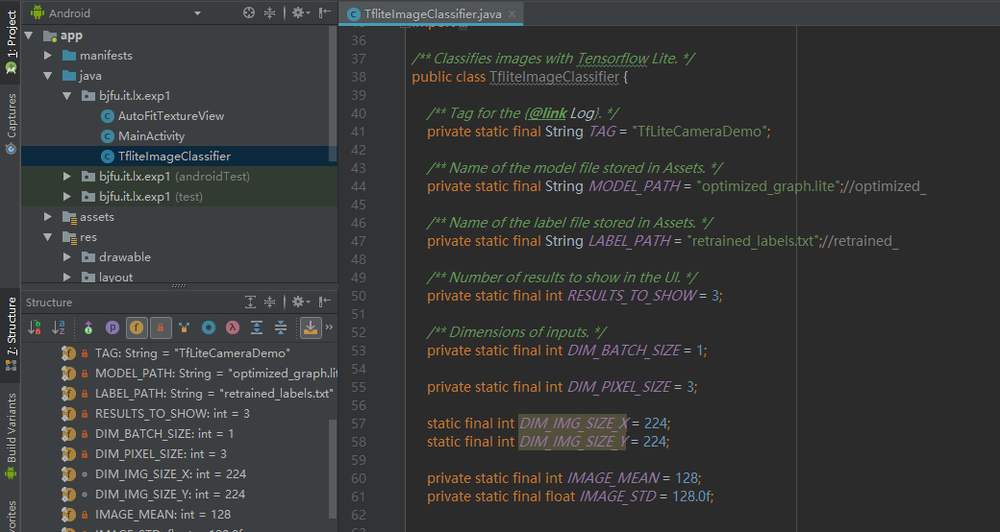 Android
TfliteImageClassifier.java
1: Project
Captures
7: Structure
Build Variants
app
manifests
java
bjfu.it.lx.exp1
AutoFitTextureView
MainActivity
TfliteImageClassifier
bjfu.it.lx.exp1 (androidTest)
bjfu.it.lx.exp1 (test)
assets
res
drawable
layout
Structure
TAG: String = "TfLiteCameraDemo"
MODEL_PATH: String = "optimized_graph.lit
LABEL_PATH: String = "retrained_labels.txt"
RESULTS_TO_SHOW: int = 3
DIM_BATCH_SIZE: int = 1
DIM_PIXEL_SIZE: int = 3
DIM_IMG_SIZE_X: int = 224
DIM_IMG_SIZE_Y: int = 224
IMAGE_MEAN: int = 128
IMAGE_STD: float = 128.0f
36
37 /** Classifies images with Tensorflow Lite. */
38 public class TfliteImageClassifier {
39
40 /** Tag for the {@link Log}. */
41 private static final String TAG = "TfLiteCameraDemo";
42
43 /** Name of the model file stored in Assets. */
44 private static final String MODEL_PATH = "optimized_graph.lite";//optimized_
45
46 /** Name of the label file stored in Assets. */
47 private static final String LABEL_PATH = "retrained_labels.txt";//retrained_
48
49 /** Number of results to show in the UI. */
50 private static final int RESULTS_TO_SHOW = 3;
51
52 /** Dimensions of inputs. */
53 private static final int DIM_BATCH_SIZE = 1;
54
55 private static final int DIM_PIXEL_SIZE = 3;
56
57 static final int DIM_IMG_SIZE_X = 224;
58 static final int DIM_IMG_SIZE_Y = 224;
59
60 private static final int IMAGE_MEAN = 128;
61 private static final float IMAGE_STD = 128.0f;
62